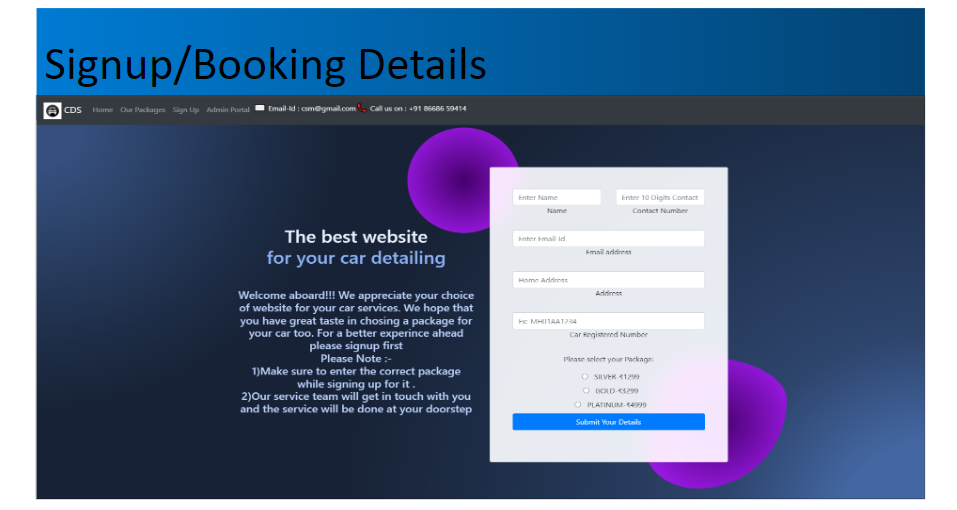 Signup/Booking Details
CDS Home Our Packages Sign Up Admin Portal Email-Id : csm@gmail.com Call us on : +91 86686 59414
The best website
for your car detailing
Welcome aboard!!! We appreciate your choice
of website for your car services. We hope that
you have great taste in chosing a package for
your car too. For a better experince ahead
please signup first
Please Note :-
1)Make sure to enter the correct package
while signing up for it .
2)Our service team will get in touch with you
and the service will be done at your doorstep
Enter Name Enter 10 Digits Contact
Name Contact Number
Enter Email-Id
Email address
Home Address
Address
Ex: MH01AA1234
Car Registered Number
Please select your Package:
SILVER-₹1299
GOLD-₹3299
PLATINUM-₹4999
Submit Your Details